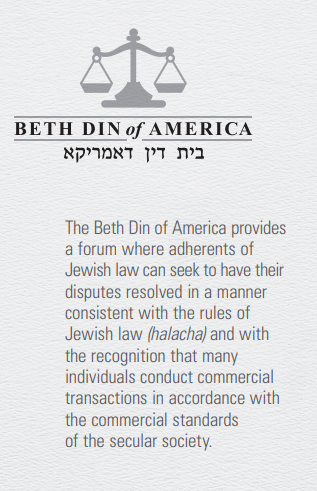 BETH DIN of AMERICA
בית דין דאמריקא
The Beth Din of America provides
a forum where adherents of
Jewish law can seek to have their
disputes resolved in a manner
consistent with the rules of
Jewish law (halacha) and with
the recognition that many
individuals conduct commercial
transactions in accordance with
the commercial standards
of the secular society.